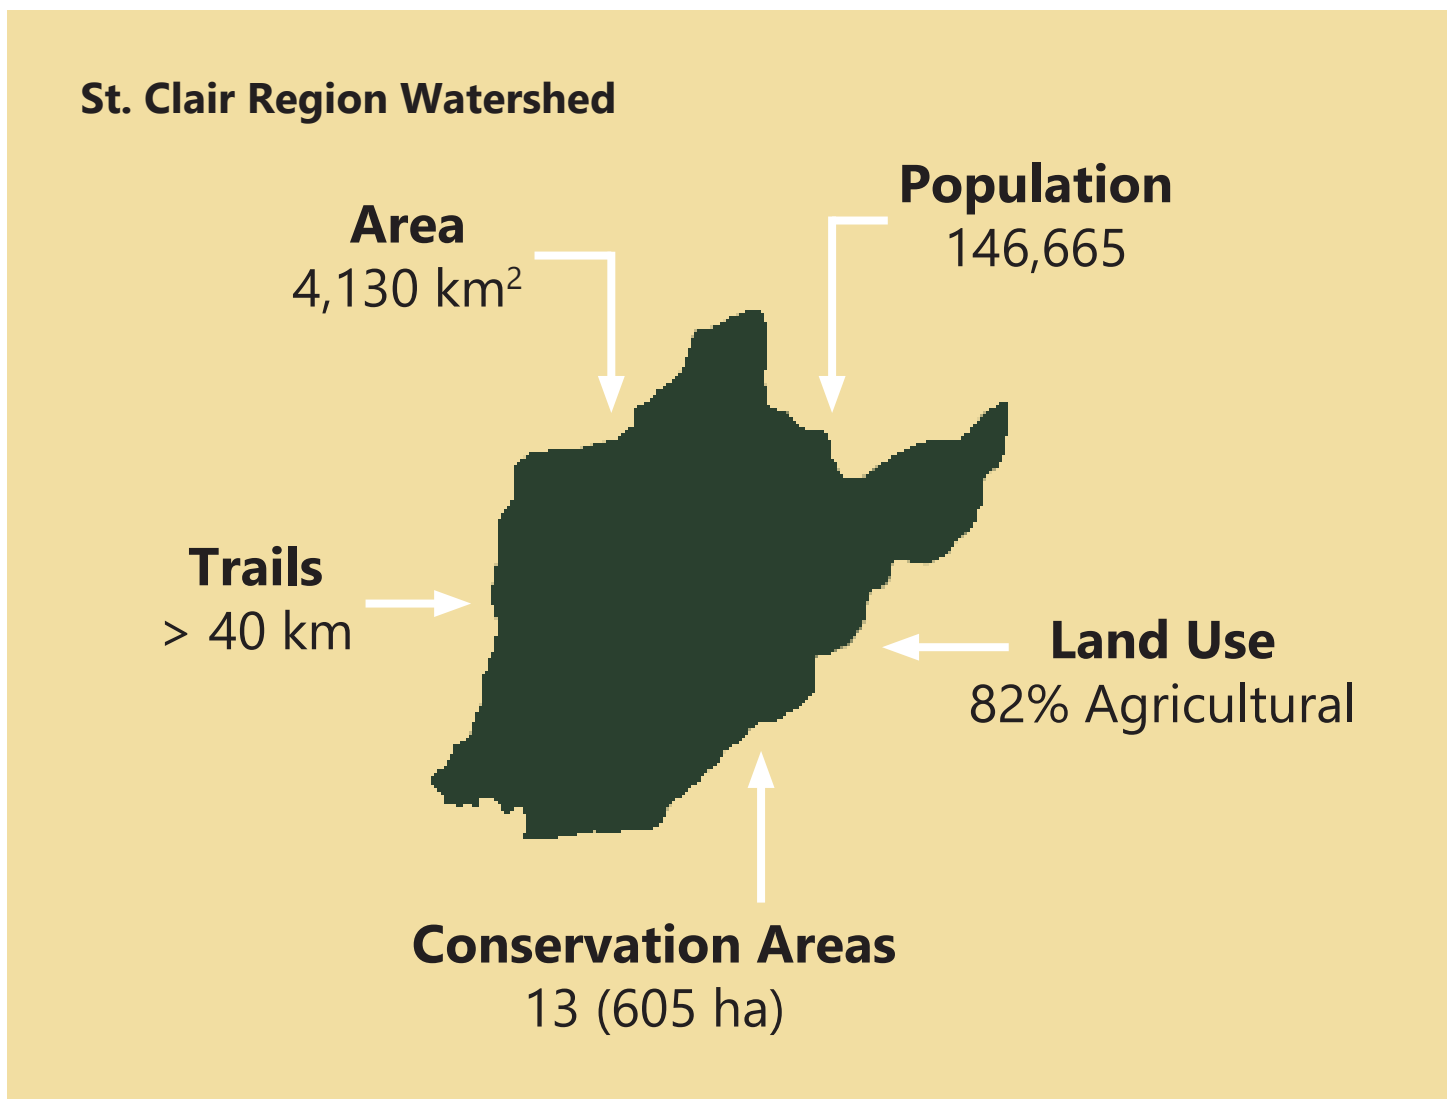 St. Clair Region Watershed
Population
146,665
Area
4,130 km²
Trails
> 40 km
Land Use
82% Agricultural
Conservation Areas
13 (605 ha)